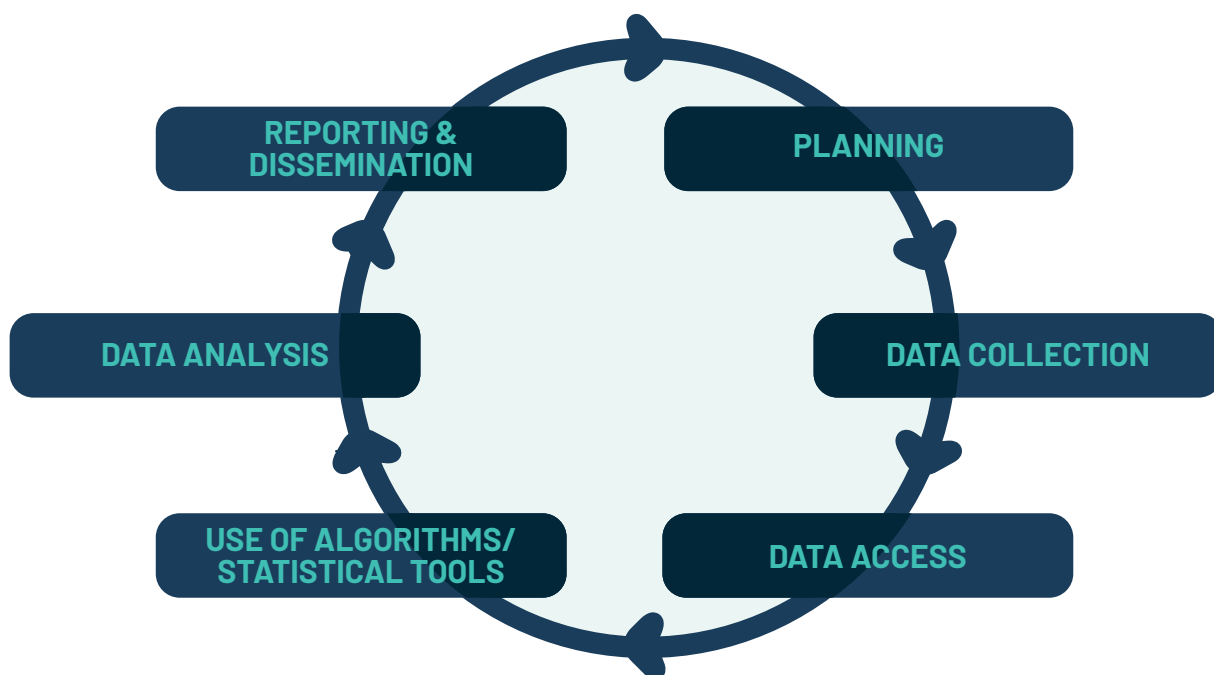 REPORTING &
DISSEMINATION
PLANNING
DATA ANALYSIS
DATA COLLECTION
USE OF ALGORITHMS/
STATISTICAL TOOLS
DATA ACCESS